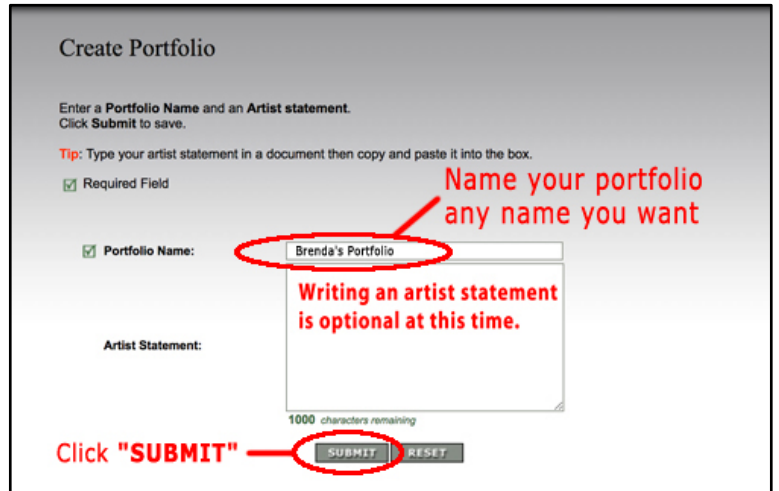 Create Portfolio
Enter a Portfolio Name and an Artist statement.
Click Submit to save.
Tip: Type your artist statement in a document then copy and paste it into the box.
Required Field
Name your portfolio
any name you want
Portfolio Name:
Brenda's Portfolio
Writing an artist statement
is optional at this time.
Artist Statement:
1000 characters remaining
Click "SUBMIT"
SUBMIT
RESET